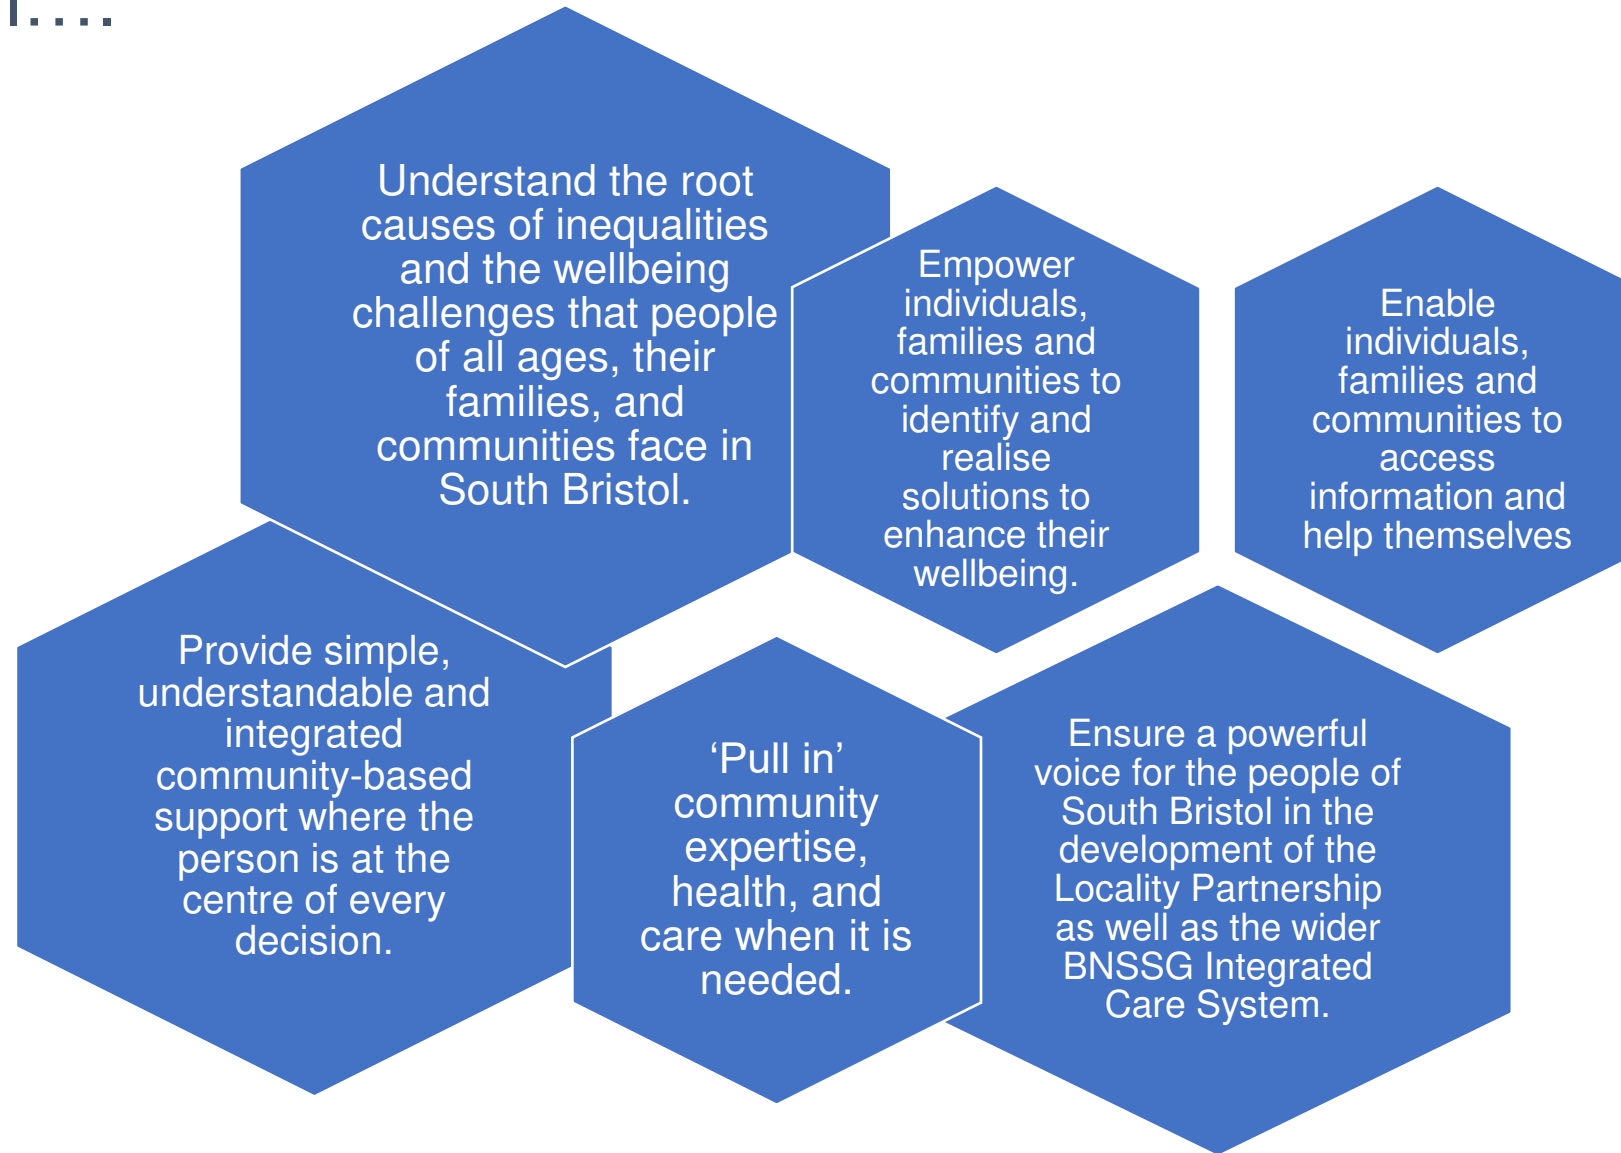 Understand the root
causes of inequalities
and the wellbeing
challenges that people
of all ages, their
families, and
communities face in
South Bristol.
Empower
individuals,
families and
communities to
identify and
realise
solutions to
enhance their
wellbeing.
Enable
individuals,
families and
communities to
access
information and
help themselves
Provide simple,
understandable and
integrated
community-based
support where the
person is at the
centre of every
decision.
‘Pull in’
community
expertise,
health, and
care when it is
needed.
Ensure a powerful
voice for the people of
South Bristol in the
development of the
Locality Partnership
as well as the wider
BNSSG Integrated
Care System.